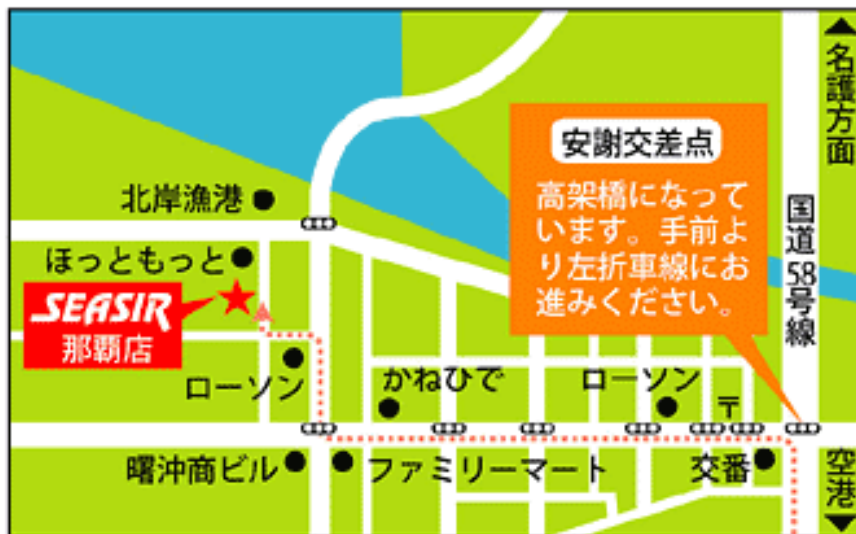 名護方面
安謝交差点
高架橋になって
います。手前よ
り左折車線にお
進みください。
国道58号線
北岸漁港
ほっともっと
SEASIR
那覇店
ローソン
かねひで
ローソン
〒
曙沖商ビル
ファミリーマート
交番
空港